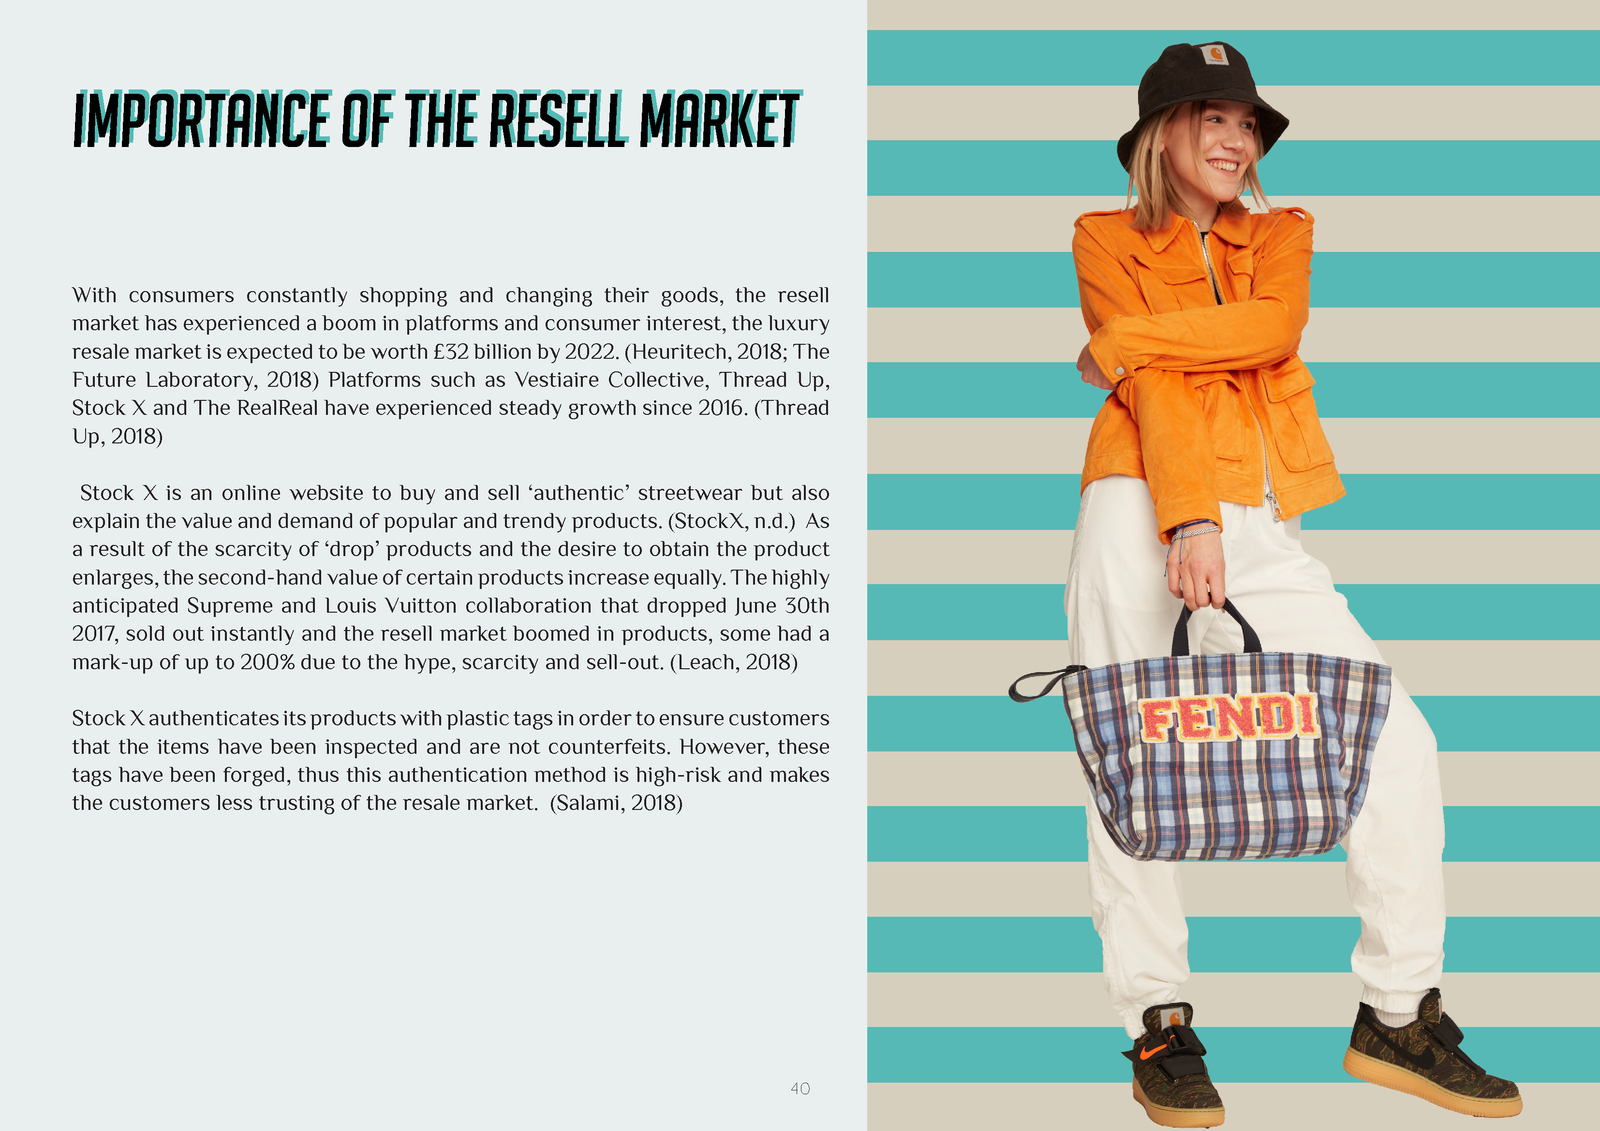 IMPORTANCE OF THE RESELL MARKET
With consumers constantly shopping and changing their goods, the resell
market has experienced a boom in platforms and consumer interest, the luxury
resale market is expected to be worth £32 billion by 2022. (Heuritech, 2018; The
Future Laboratory, 2018) Platforms such as Vestiaire Collective, Thread Up,
Stock X and The RealReal have experienced steady growth since 2016. (Thread
Up, 2018)
Stock X is an online website to buy and sell ‘authentic’ streetwear but also
explain the value and demand of popular and trendy products. (StockX, n.d.) As
a result of the scarcity of ‘drop’ products and the desire to obtain the product
enlarges, the second-hand value of certain products increase equally. The highly
anticipated Supreme and Louis Vuitton collaboration that dropped June 30th
2017, sold out instantly and the resell market boomed in products, some had a
mark-up of up to 200% due to the hype, scarcity and sell-out. (Leach, 2018)
Stock X authenticates its products with plastic tags in order to ensure customers
that the items have been inspected and are not counterfeits. However, these
tags have been forged, thus this authentication method is high-risk and makes
the customers less trusting of the resale market. (Salami, 2018)
40
FENDI